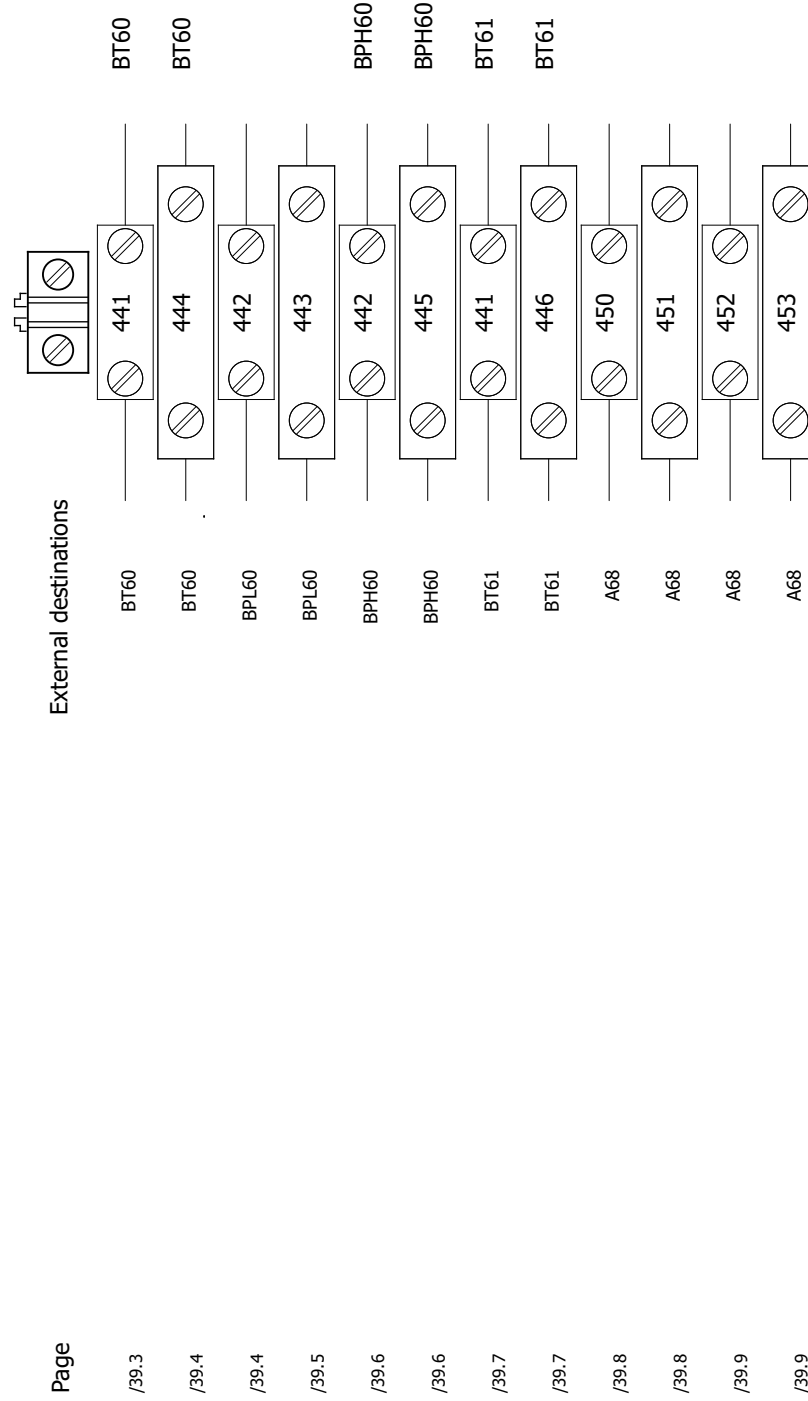 Page External destinations
/39.3 BT60 441 BT60
/39.4 BT60 444 BT60
/39.4 BPL60 442
/39.5 BPL60 443
/39.6 BPH60 442 BPH60
/39.6 BPH60 445 BPH60
/39.7 BT61 441 BT61
/39.7 BT61 446 BT61
/39.8 A68 450
/39.8 A68 451
/39.9 A68 452
/39.9 A68 453